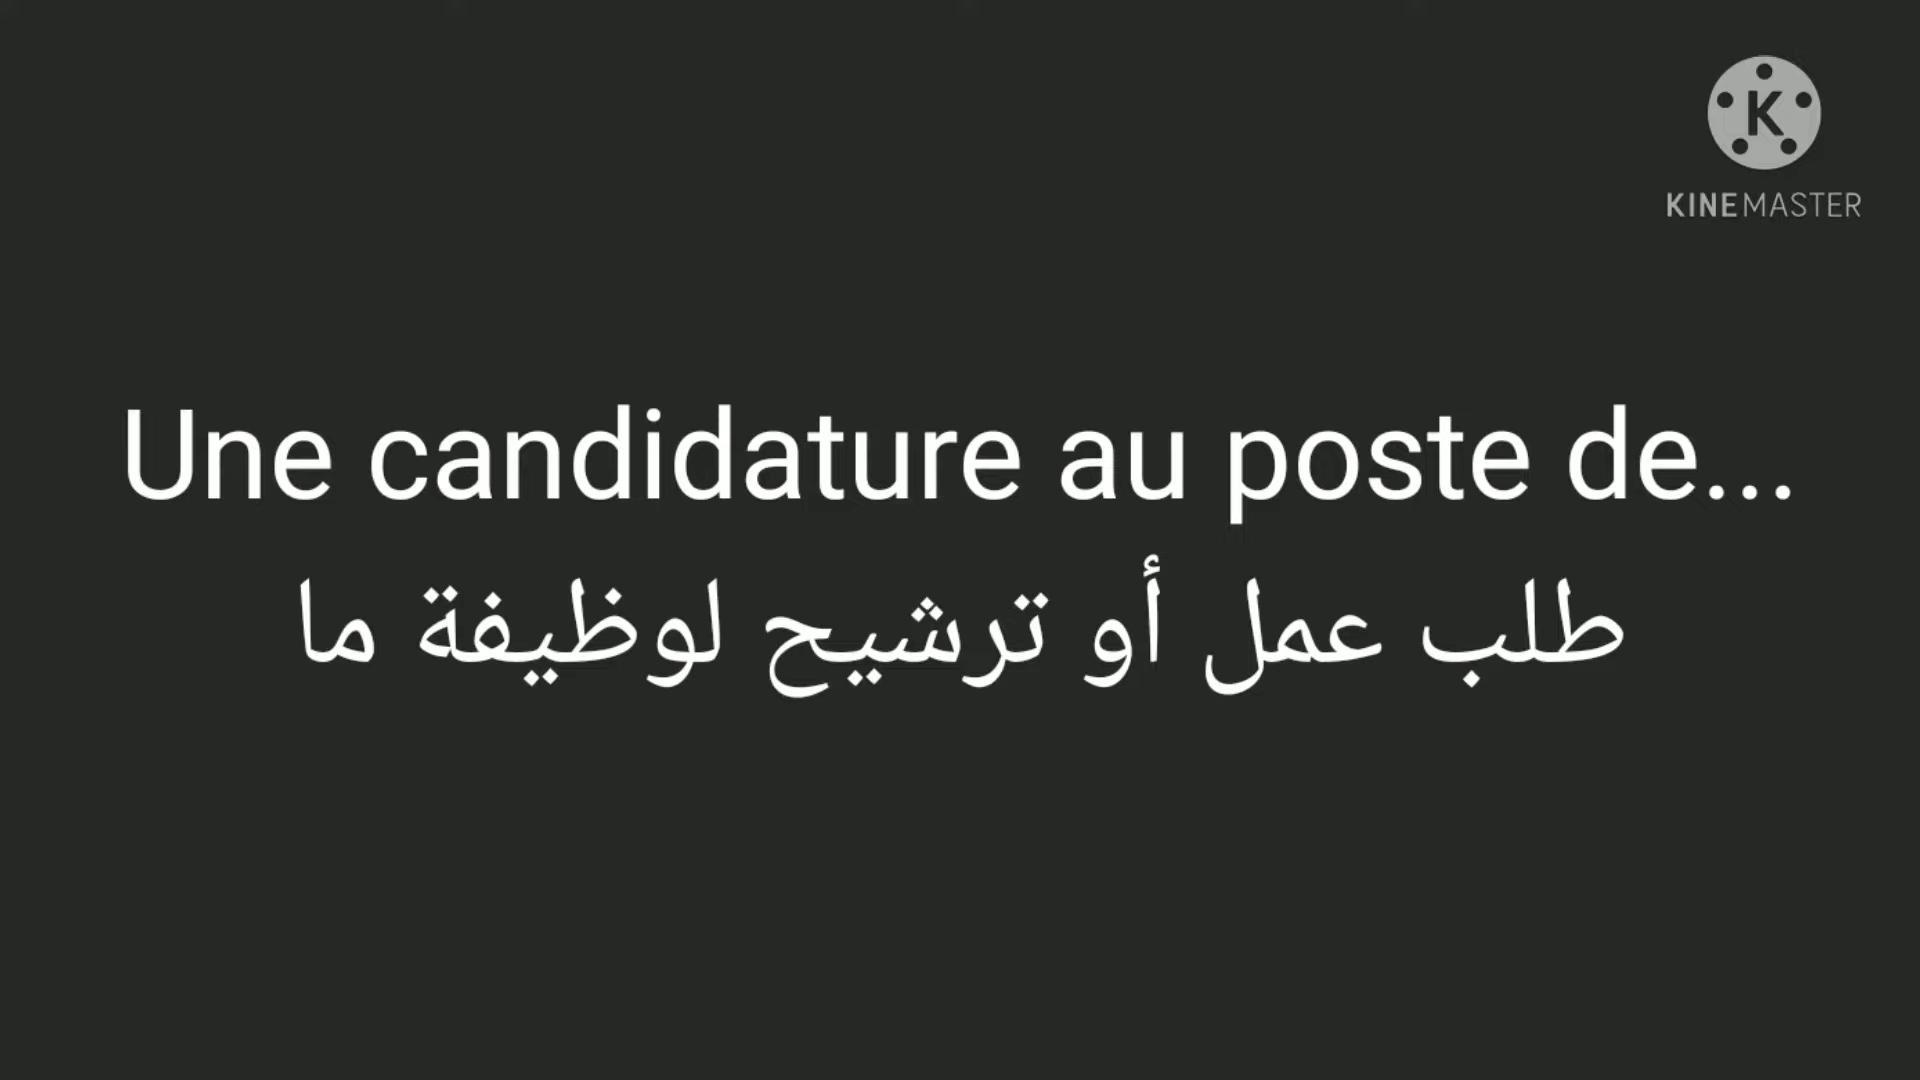 K
KINEMASTER
Une candidature au poste de...
طلب عمل أو ترشيح لوظيفة ما